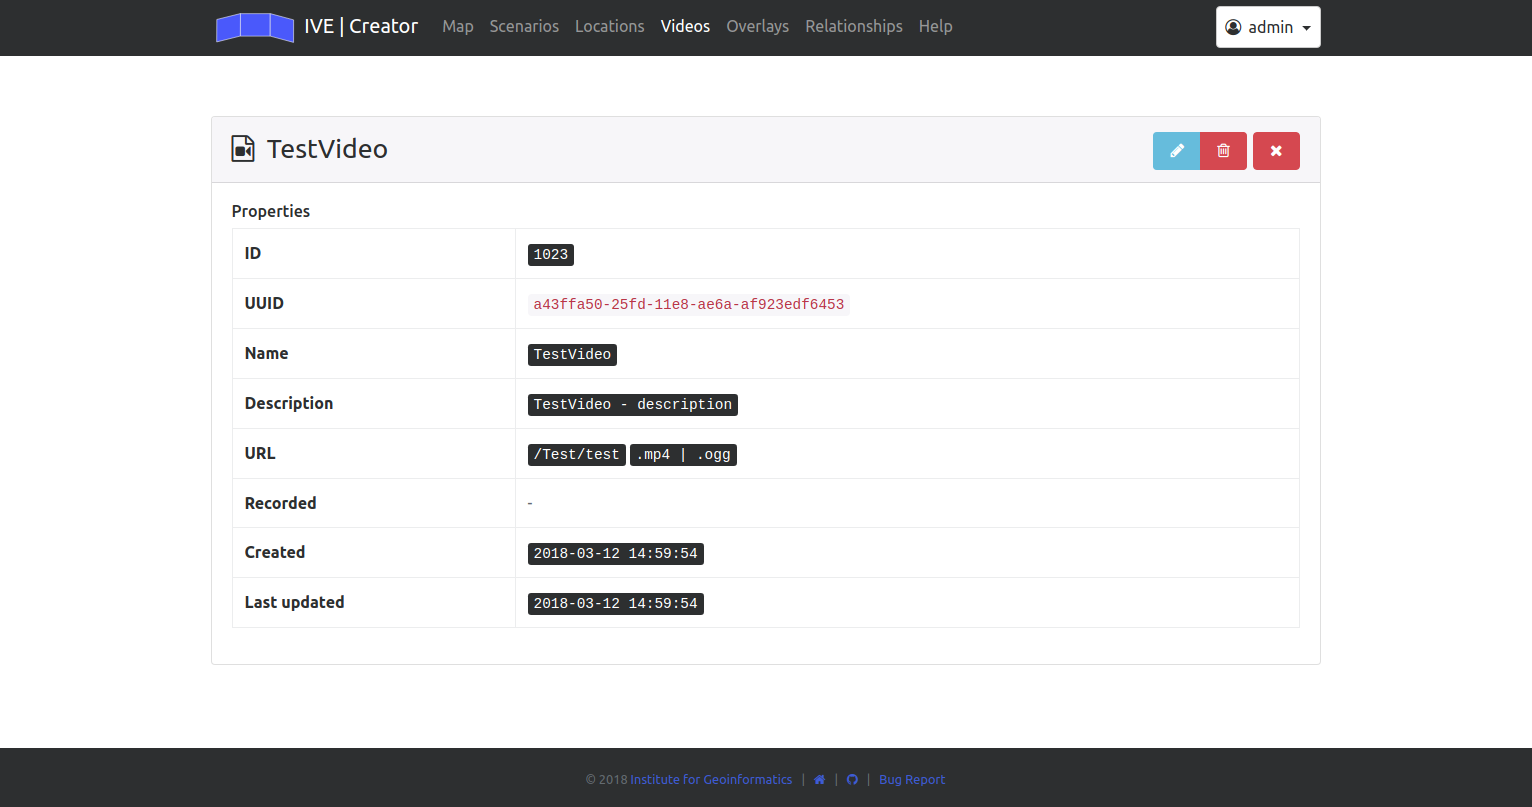 IVE | Creator Map Scenarios Locations Videos Overlays Relationships Help admin
TestVideo
Properties
ID 1023
UUID a43ffa50-25fd-11e8-ae6a-af923edf6453
Name TestVideo
Description TestVideo - description
URL /Test/test .mp4 | .ogg
Recorded -
Created 2018-03-12 14:59:54
Last updated 2018-03-12 14:59:54
© 2018 Institute for Geoinformatics | | | Bug Report